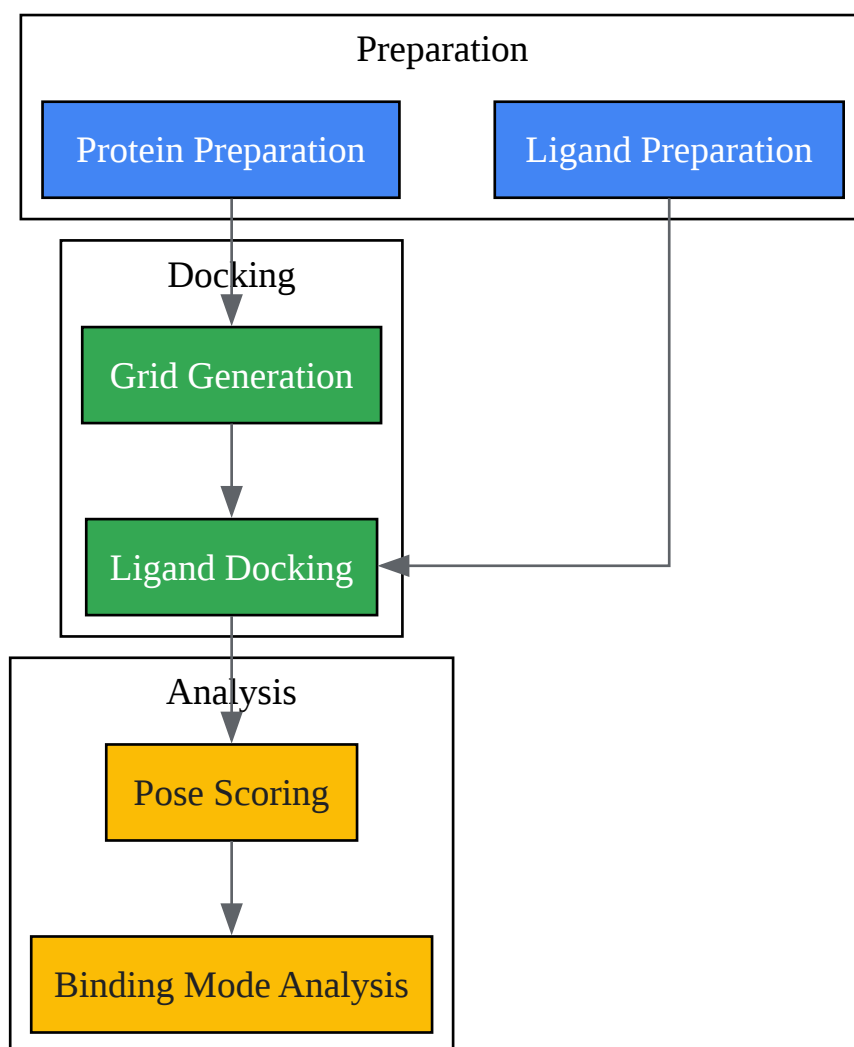 Preparation
Protein Preparation
Ligand Preparation
Docking
Grid Generation
Ligand Docking
Analysis
Pose Scoring
Binding Mode Analysis